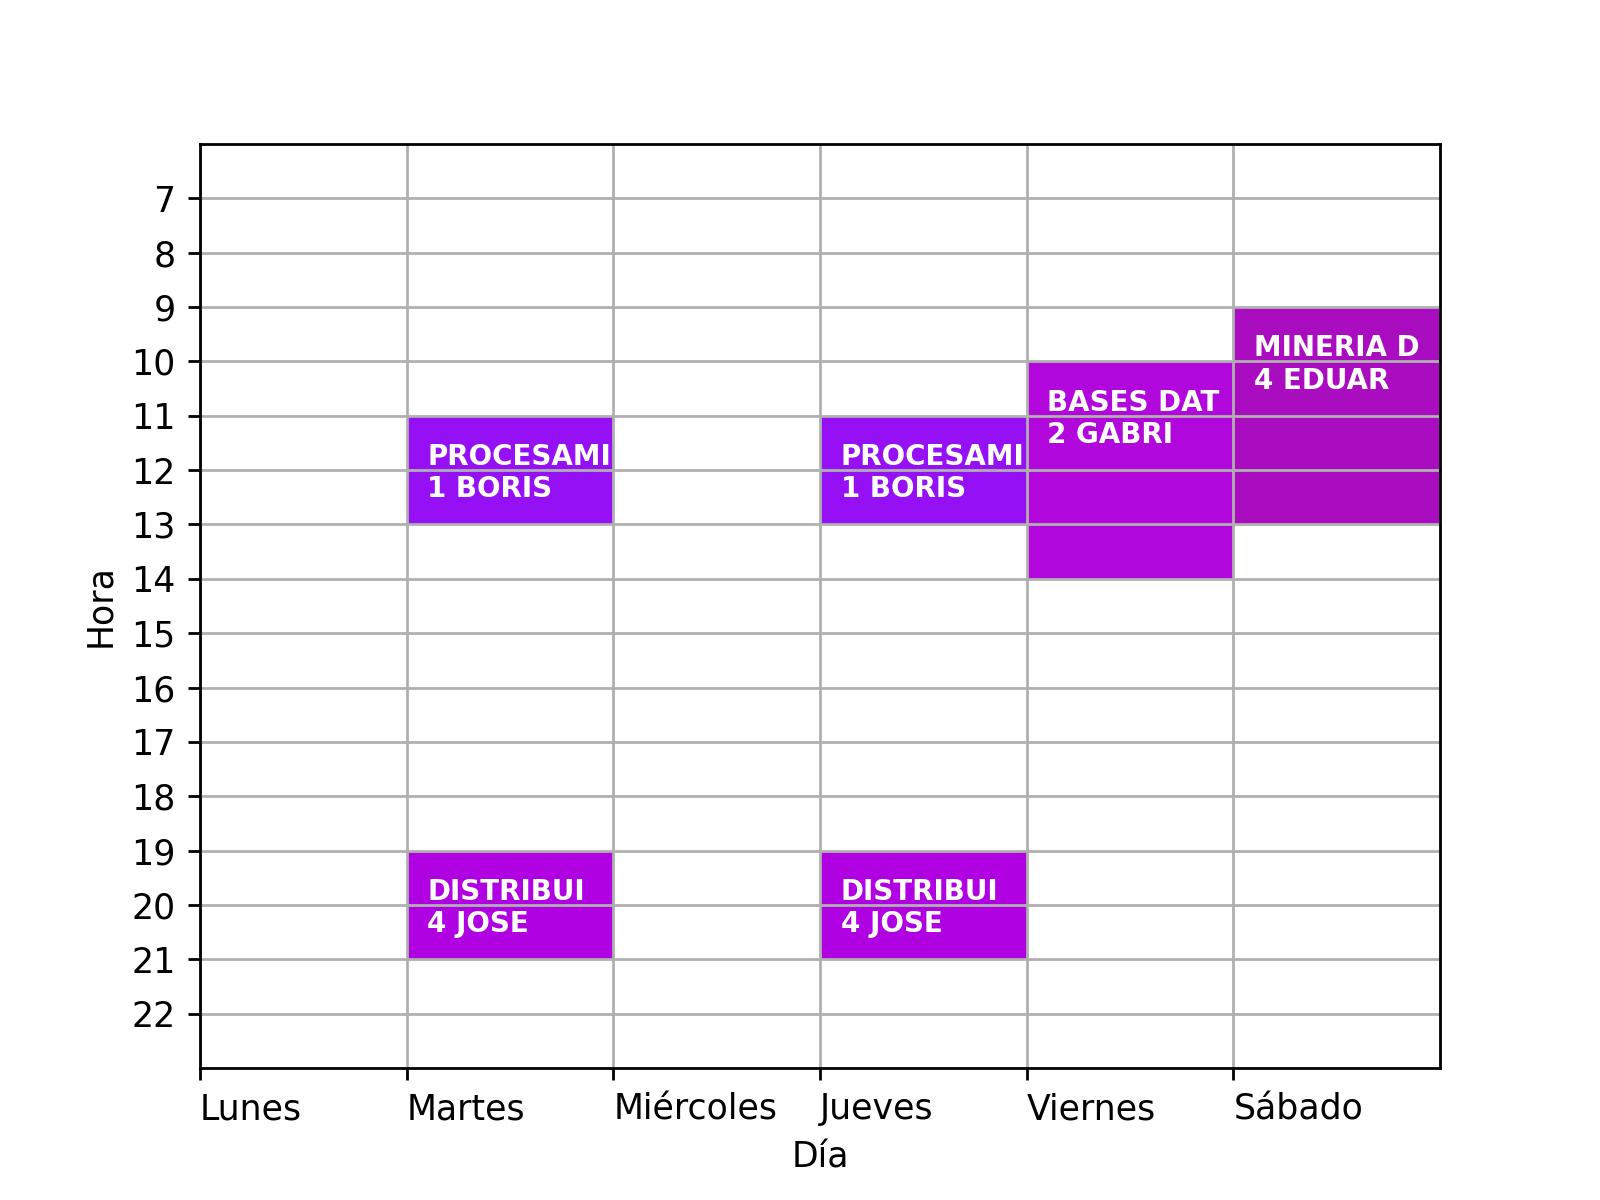 7
8
9
MINERIA D
10
4 EDUAR
BASES DAT
11
2 GABRI
PROCESAMI
PROCESAMI
12
1 BORIS
1 BORIS
13
14
Hora
15
16
17
18
19
DISTRIBUI
DISTRIBUI
20
4 JOSE
4 JOSE
21
22
Lunes
Martes
Miércoles
Jueves
Viernes
Sábado
Día